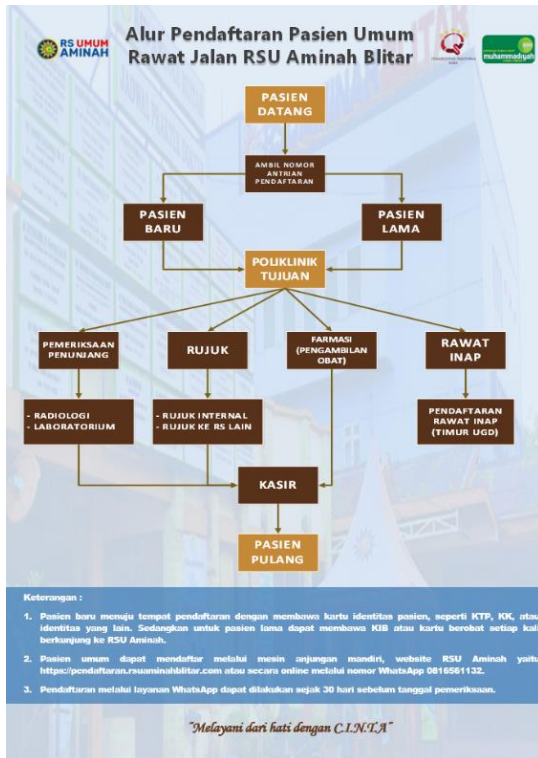 RS UMUM
AMINAH
Alur Pendaftaran Pasien Umum
Rawat Jalan RSU Aminah Blitar
muhammadiyah
PASIEN
DATANG
AMBIL NOMOR
ANTRIAN
PENDAFTARAN
PASIEN
BARU
PASIEN
LAMA
POLIKLINIK
TUJUAN
PEMERIKSAAN
PENUNJANG
RUJUK
FARMASI
(PENGAMBILAN
OBAT)
RAWAT
INAP
- RADIOLOGI
- LABORATORIUM
- RUJUK INTERNAL
- RUJUK KE RS LAIN
PENDAFTARAN
RAWAT INAP
(TIMUR UGD)
KASIR
PASIEN
PULANG
Keterangan :
1. Pasien baru menuju tempat pendaftaran dengan membawa kartu identitas pasien, seperti KTP, KK, atau
identitas yang lain. Sedangkan untuk pasien lama dapat membawa KIB atau kartu berobat setiap kali
berkunjung ke RSU Aminah.
2. Pasien umum dapat mendaftar melalui mesin anjungan mandiri, website RSU Aminah yaitu
https://pendaftaran.rsuaminahblitar.com atau secara online melalui nomor WhatsApp 0816561132.
3. Pendaftaran melalui layanan WhatsApp dapat dilakukan sejak 30 hari sebelum tanggal pemeriksaan.
"Melayani dari hati dengan C.I.N.T.A"